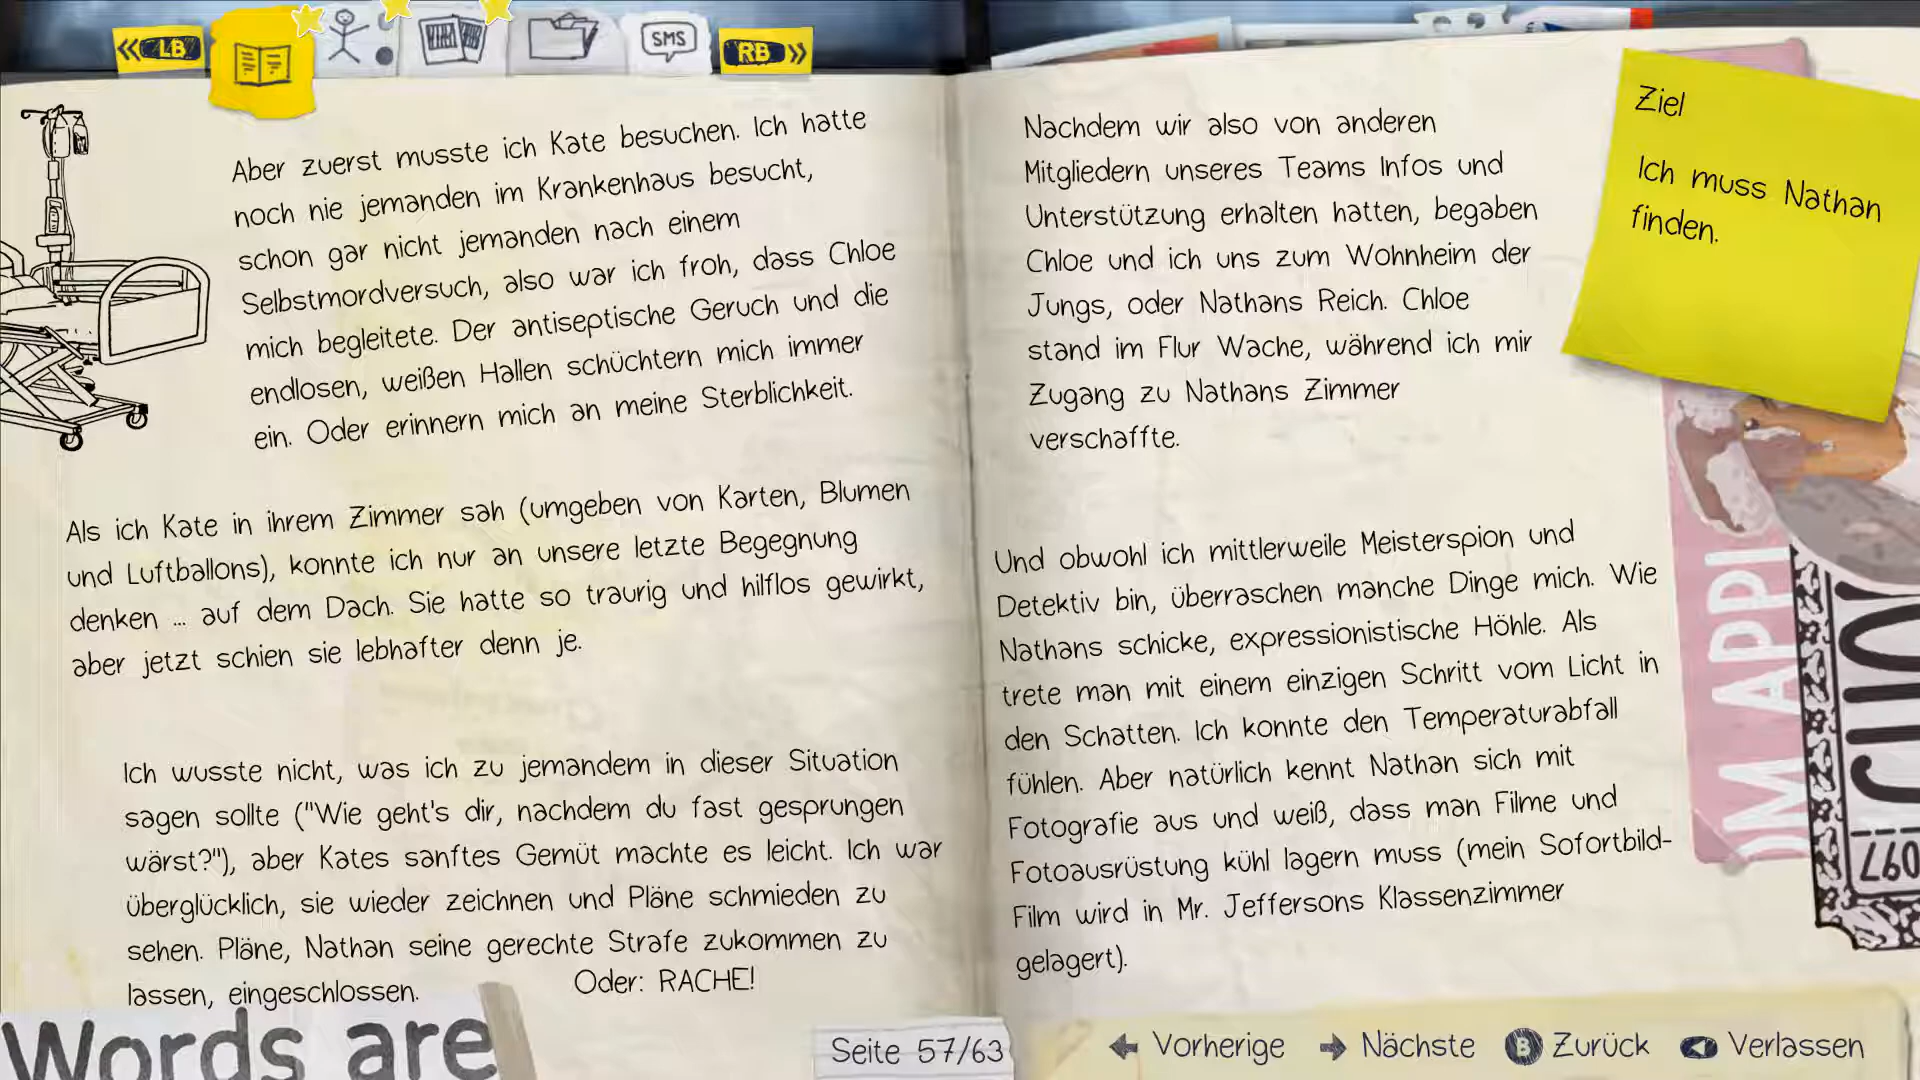 LB
SMS
RB
Aber zuerst musste ich Kate besuchen. Ich hatte
noch nie jemanden im Krankenhaus besucht,
schon gar nicht jemanden nach einem
Selbstmordversuch, also war ich froh, dass Chloe
mich begleitete. Der antiseptische Geruch und die
endlosen, weißen Hallen schüchtern mich immer
ein. Oder erinnern mich an meine Sterblichkeit.
Als ich Kate in ihrem Zimmer sah (umgeben von Karten, Blumen
und Luftballons), konnte ich nur an unsere letzte Begegnung
denken ... auf dem Dach. Sie hatte so traurig und hilflos gewirkt,
aber jetzt schien sie lebhafter denn je.
Ich wusste nicht, was ich zu jemandem in dieser Situation
sagen sollte ("Wie geht's dir, nachdem du fast gesprungen
wärst?"), aber Kates sanftes Gemüt machte es leicht. Ich war
überglücklich, sie wieder zeichnen und Pläne schmieden zu
sehen. Pläne, Nathan seine gerechte Strafe zukommen zu
lassen, eingeschlossen.
Oder: RACHE!
Words are
Nachdem wir also von anderen
Mitgliedern unseres Teams Infos und
Unterstützung erhalten hatten, begaben
Chloe und ich uns zum Wohnheim der
Jungs, oder Nathans Reich. Chloe
stand im Flur Wache, während ich mir
Zugang zu Nathans Zimmer
verschaffte.
Und obwohl ich mittlerweile Meisterspion und
Detektiv bin, überraschen manche Dinge mich. Wie
Nathans schicke, expressionistische Höhle. Als
trete man mit einem einzigen Schritt vom Licht in
den Schatten. Ich konnte den Temperaturabfall
fühlen. Aber natürlich kennt Nathan sich mit
Fotografie aus und weiß, dass man Filme und
Fotoausrüstung kühl lagern muss (mein Sofortbild-
Film wird in Mr. Jeffersons Klassenzimmer
gelagert).
Ziel
Ich muss Nathan
finden.
OM APPL
Seite 57/63
Vorherige
Nächste
B Zurück
Verlassen